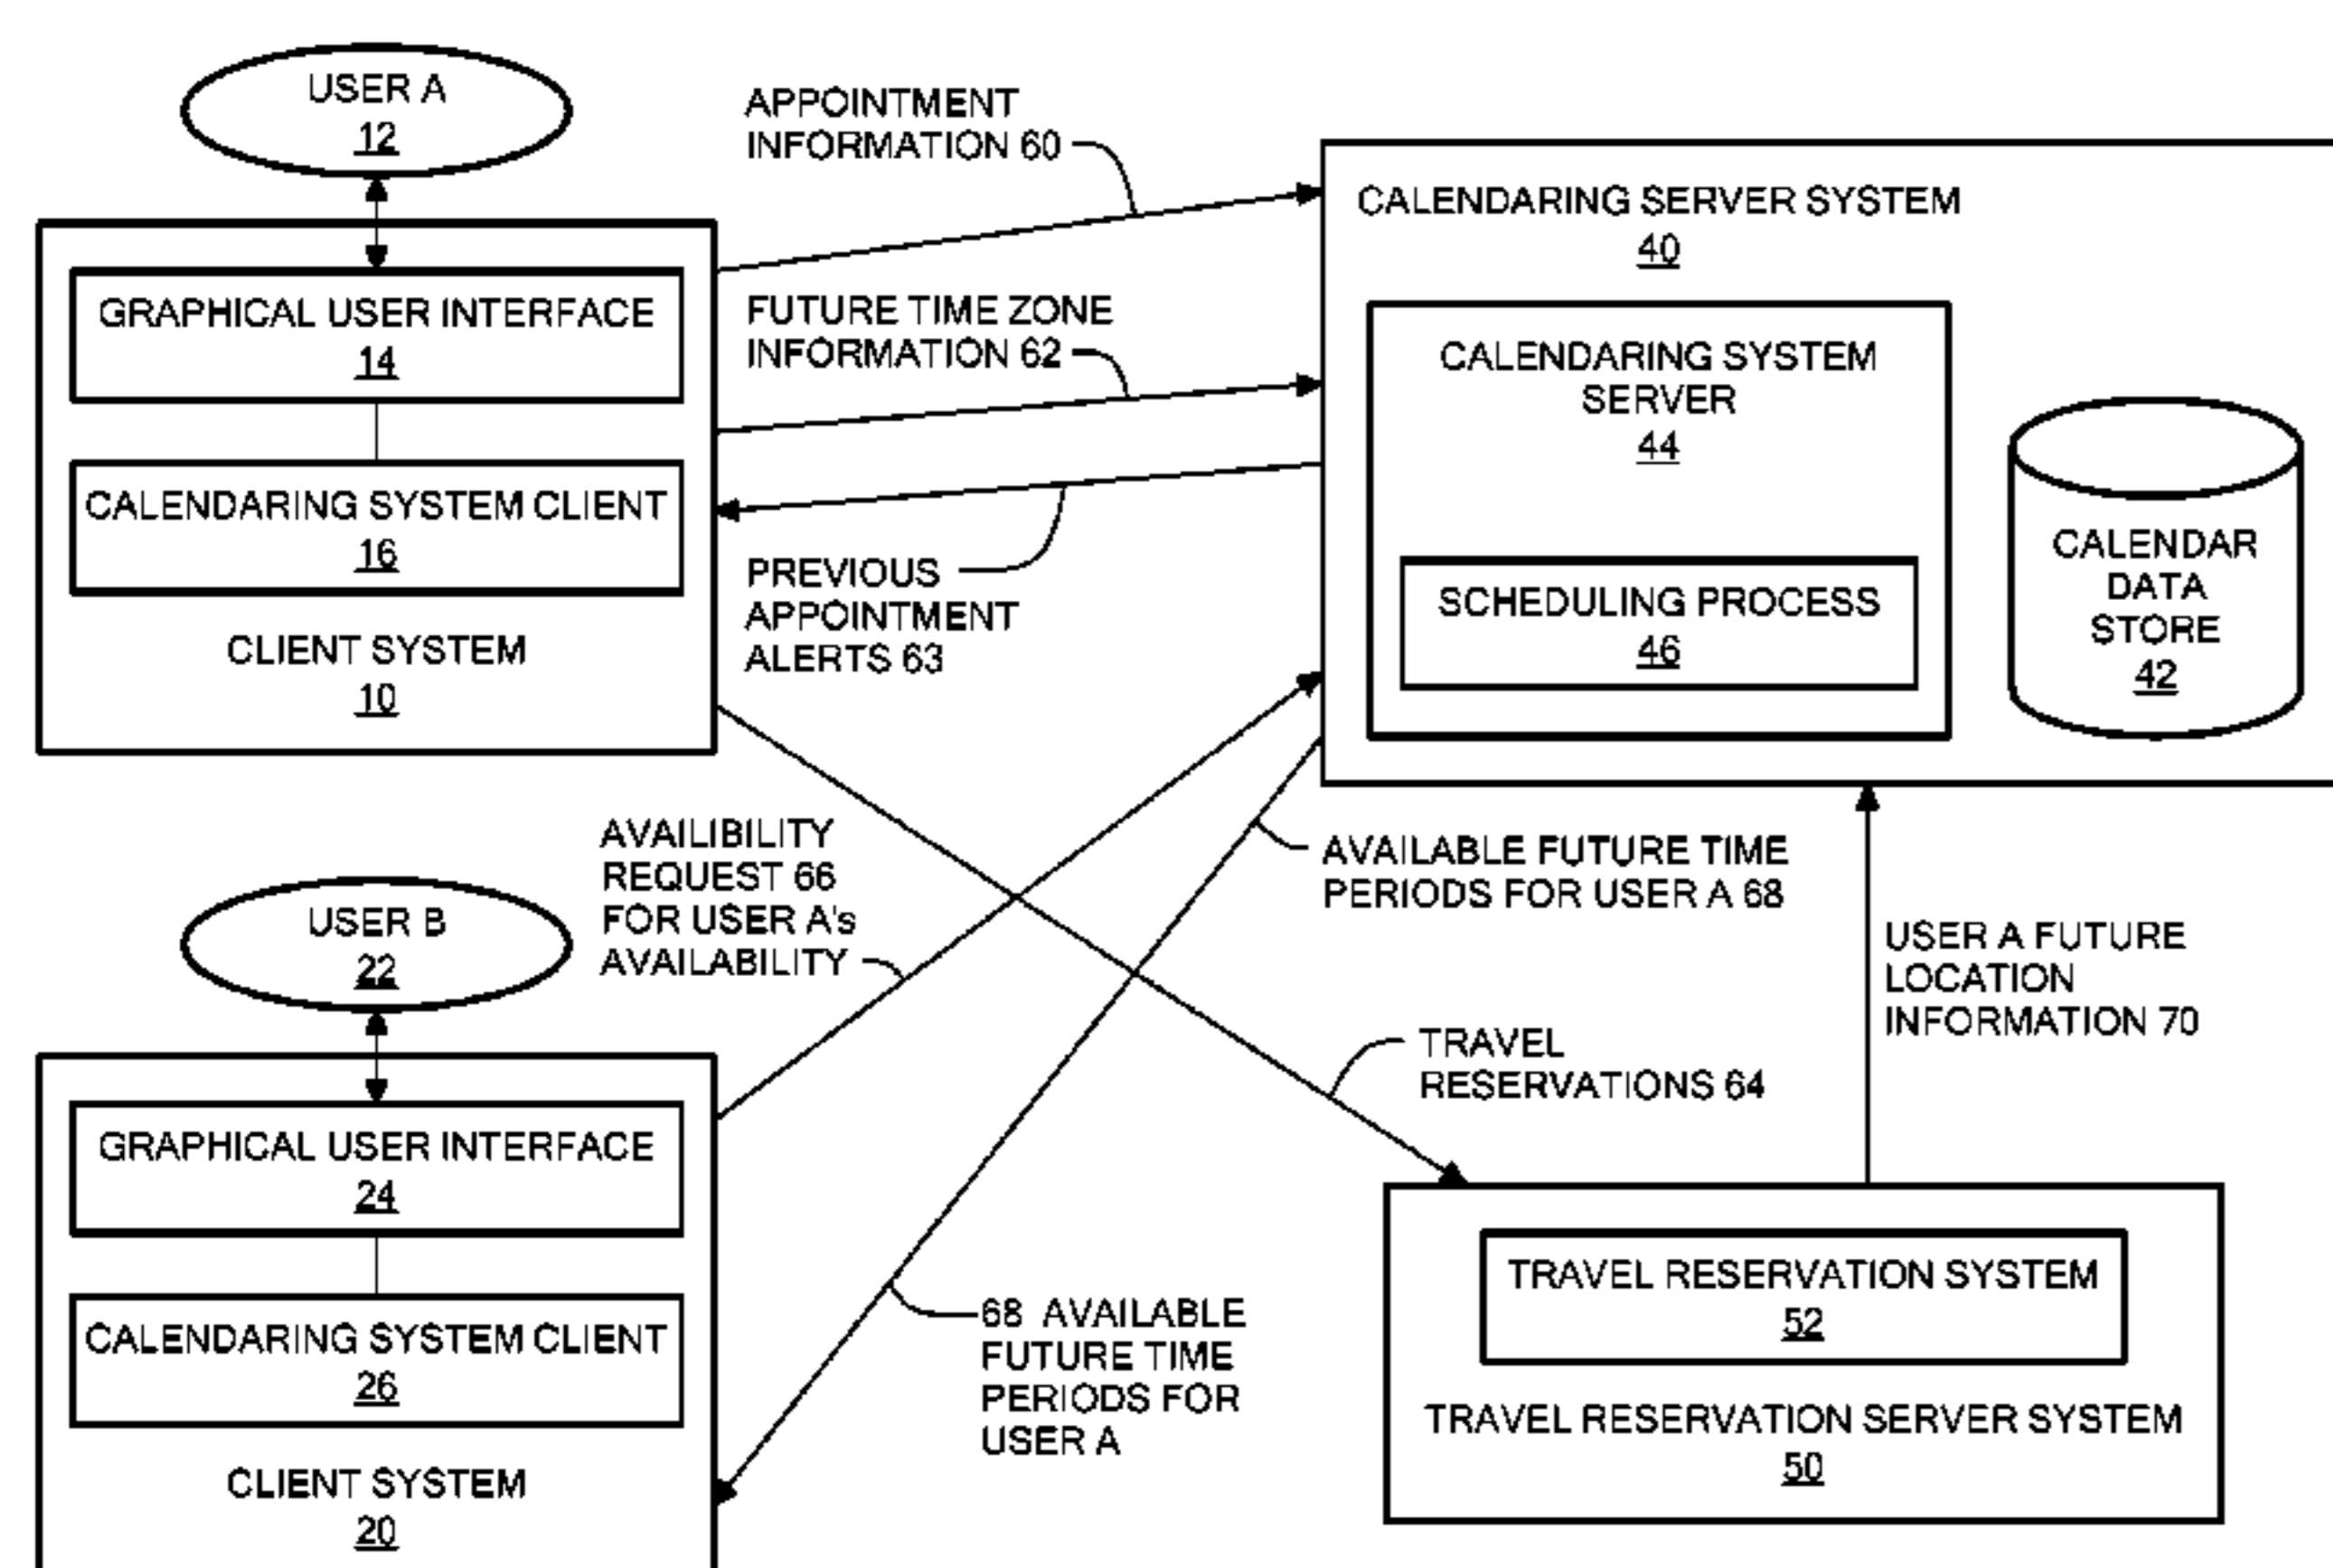 USER A
12
GRAPHICAL USER INTERFACE
14
CALENDARING SYSTEM CLIENT
16
CLIENT SYSTEM
10
APPOINTMENT
INFORMATION 60
FUTURE TIME ZONE
INFORMATION 62
PREVIOUS
APPOINTMENT
ALERTS 63
CALENDARING SERVER SYSTEM
40
CALENDARING SYSTEM
SERVER
44
SCHEDULING PROCESS
46
CALENDAR
DATA
STORE
42
AVAILIBILITY
REQUEST 66
FOR USER A's
AVAILABILITY
AVAILABLE FUTURE TIME
PERIODS FOR USER A 68
USER A FUTURE
LOCATION
INFORMATION 70
TRAVEL
RESERVATIONS 64
USER B
22
GRAPHICAL USER INTERFACE
24
CALENDARING SYSTEM CLIENT
26
CLIENT SYSTEM
20
68 AVAILABLE
FUTURE TIME
PERIODS FOR
USER A
TRAVEL RESERVATION SYSTEM
52
TRAVEL RESERVATION SERVER SYSTEM
50